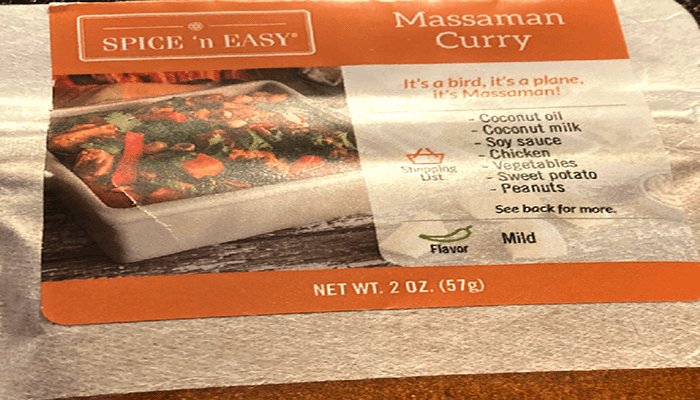 SPICE 'n EASY®
Massaman
Curry
It's a bird, it's a plane,
it's Massaman!
Shopping
List
- Coconut oil
- Coconut milk
- Soy sauce
- Chicken
- Vegetables
- Sweet potato
- Peanuts
See back for more.
Flavor
Mild
NET WT. 2 OZ. (57g)